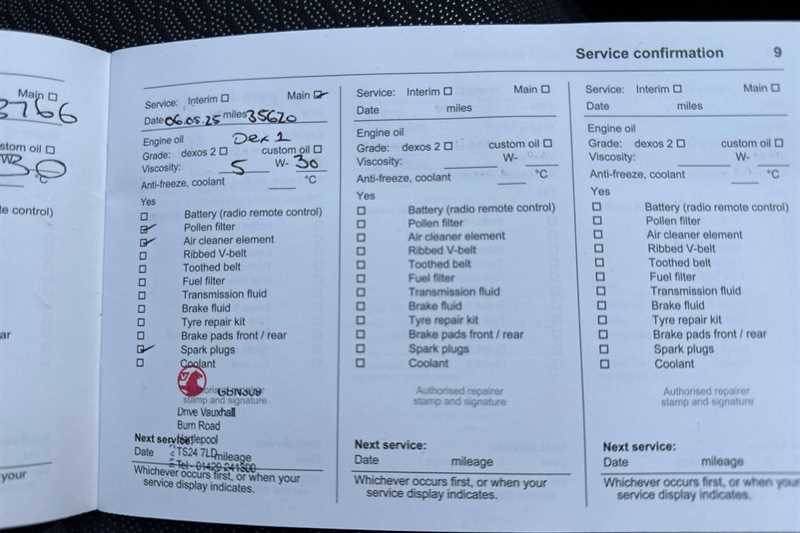 Service confirmation 9
Main
3766
stom oil
W
30
°C
te control)
ar
your
Service: Interim Main ✓
Date 06.05.25 miles 35620
Engine oil Dex 1
Grade: dexos 2 custom oil
Viscosity: 5 W- 30
Anti-freeze, coolant °C
Yes
Battery (radio remote control)
✓ Pollen filter
✓ Air cleaner element
Ribbed V-belt
Toothed belt
Fuel filter
Transmission fluid
Brake fluid
Tyre repair kit
Brake pads front / rear
✓ Spark plugs
Coolant
stamp and signature
Drive Vauxhall
Burn Road
Hartlepool
Next service:
TS24 7LD
Date mileage
Tel - 01429
Whichever occurs first, or when your
service display indicates.
Service: Interim Main
Date miles
Engine oil
Grade: dexos 2 custom oil
Viscosity: W-
Anti-freeze, coolant °C
Yes
Battery (radio remote control)
Pollen filter
Air cleaner element
Ribbed V-belt
Toothed belt
Fuel filter
Transmission fluid
Brake fluid
Tyre repair kit
Brake pads front / rear
Spark plugs
Coolant
Authorised repairer
stamp and signature
Next service:
Date mileage
Whichever occurs first, or when your
service display indicates.
Service: Interim Main
Date miles
Engine oil
Grade: dexos 2 custom oil
Viscosity: W-
Anti-freeze, coolant °C
Yes
Battery (radio remote control)
Pollen filter
Air cleaner element
Ribbed V-belt
Toothed belt
Fuel filter
Transmission fluid
Brake fluid
Tyre repair kit
Brake pads front / rear
Spark plugs
Coolant
Authorised repairer
stamp and signature
Next service:
Date mileage
Whichever occurs first, or when your
service display indicates.